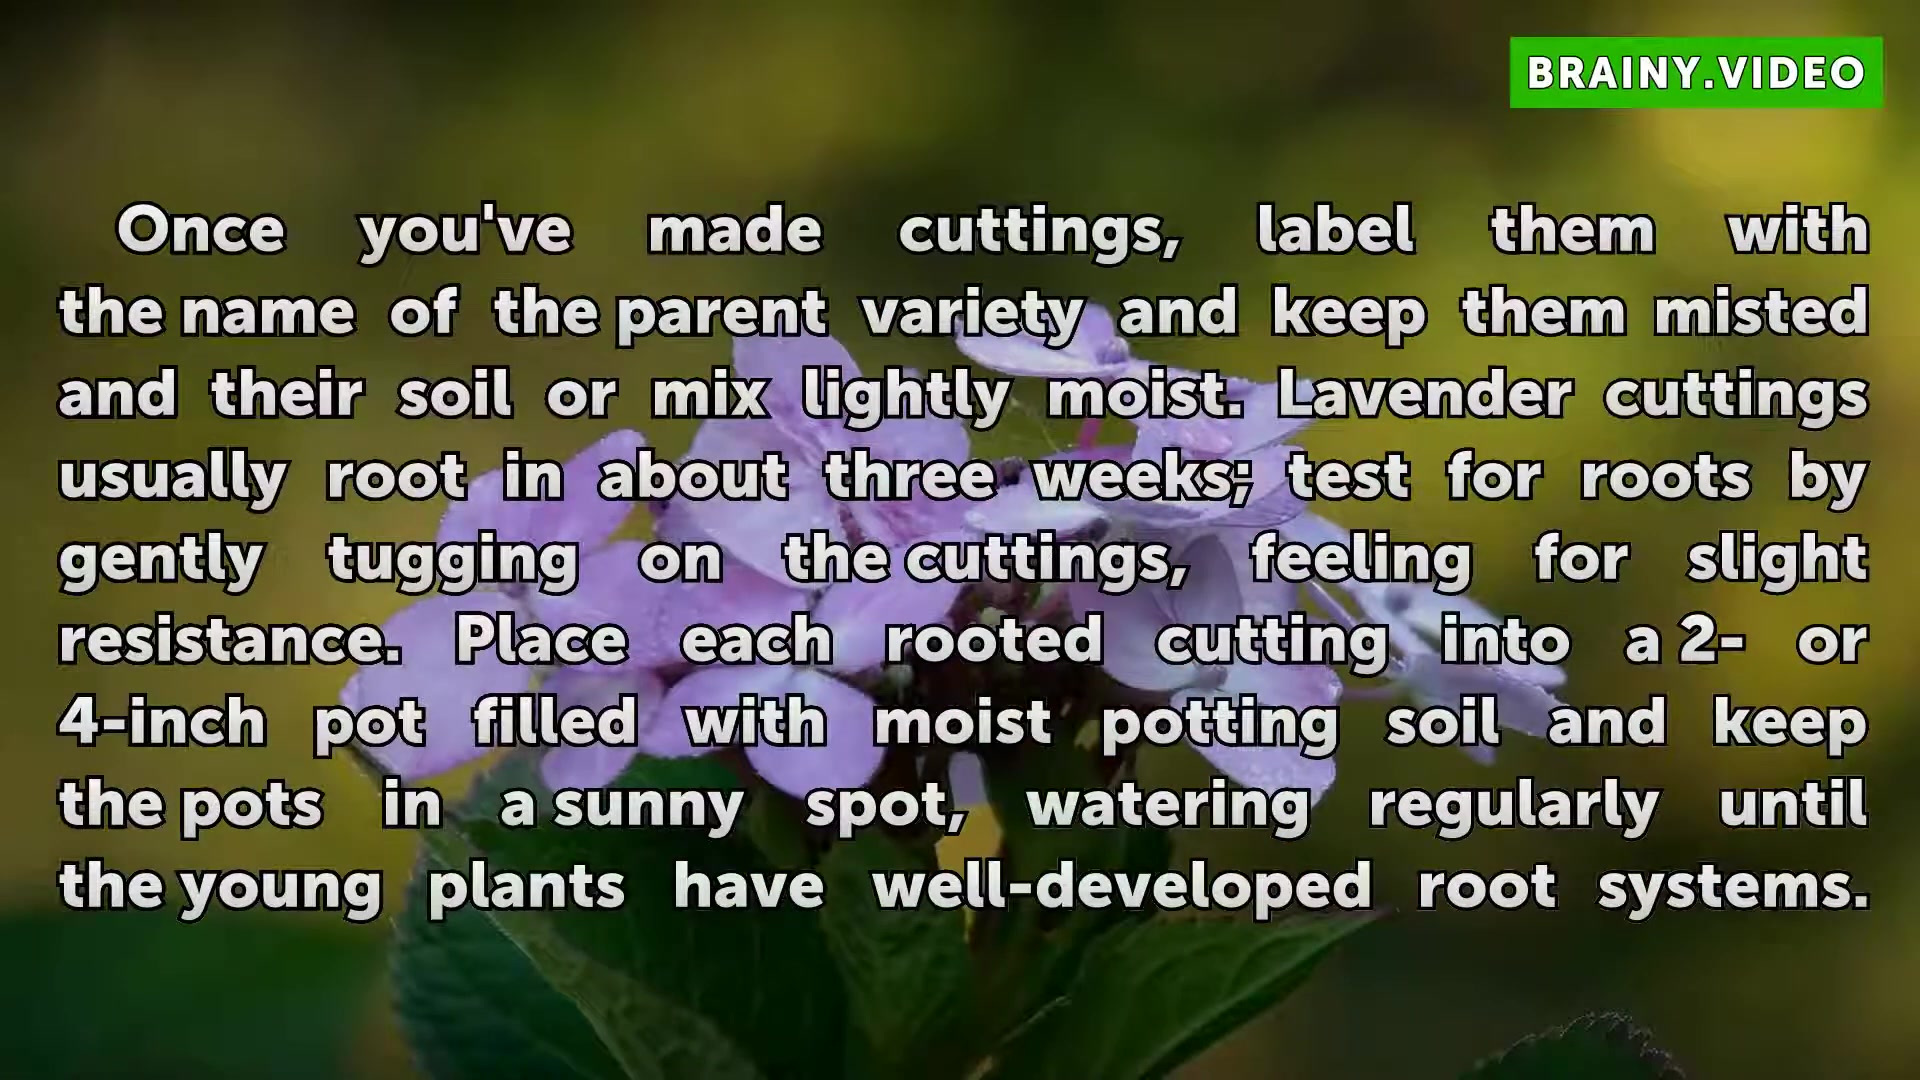 BRAINY.VIDEO
Once you've made cuttings, label them with
the name of the parent variety and keep them misted
and their soil or mix lightly moist. Lavender cuttings
usually root in about three weeks; test for roots by
gently tugging on the cuttings, feeling for slight
resistance. Place each rooted cutting into a 2- or
4-inch pot filled with moist potting soil and keep
the pots in a sunny spot, watering regularly until
the young plants have well-developed root systems.